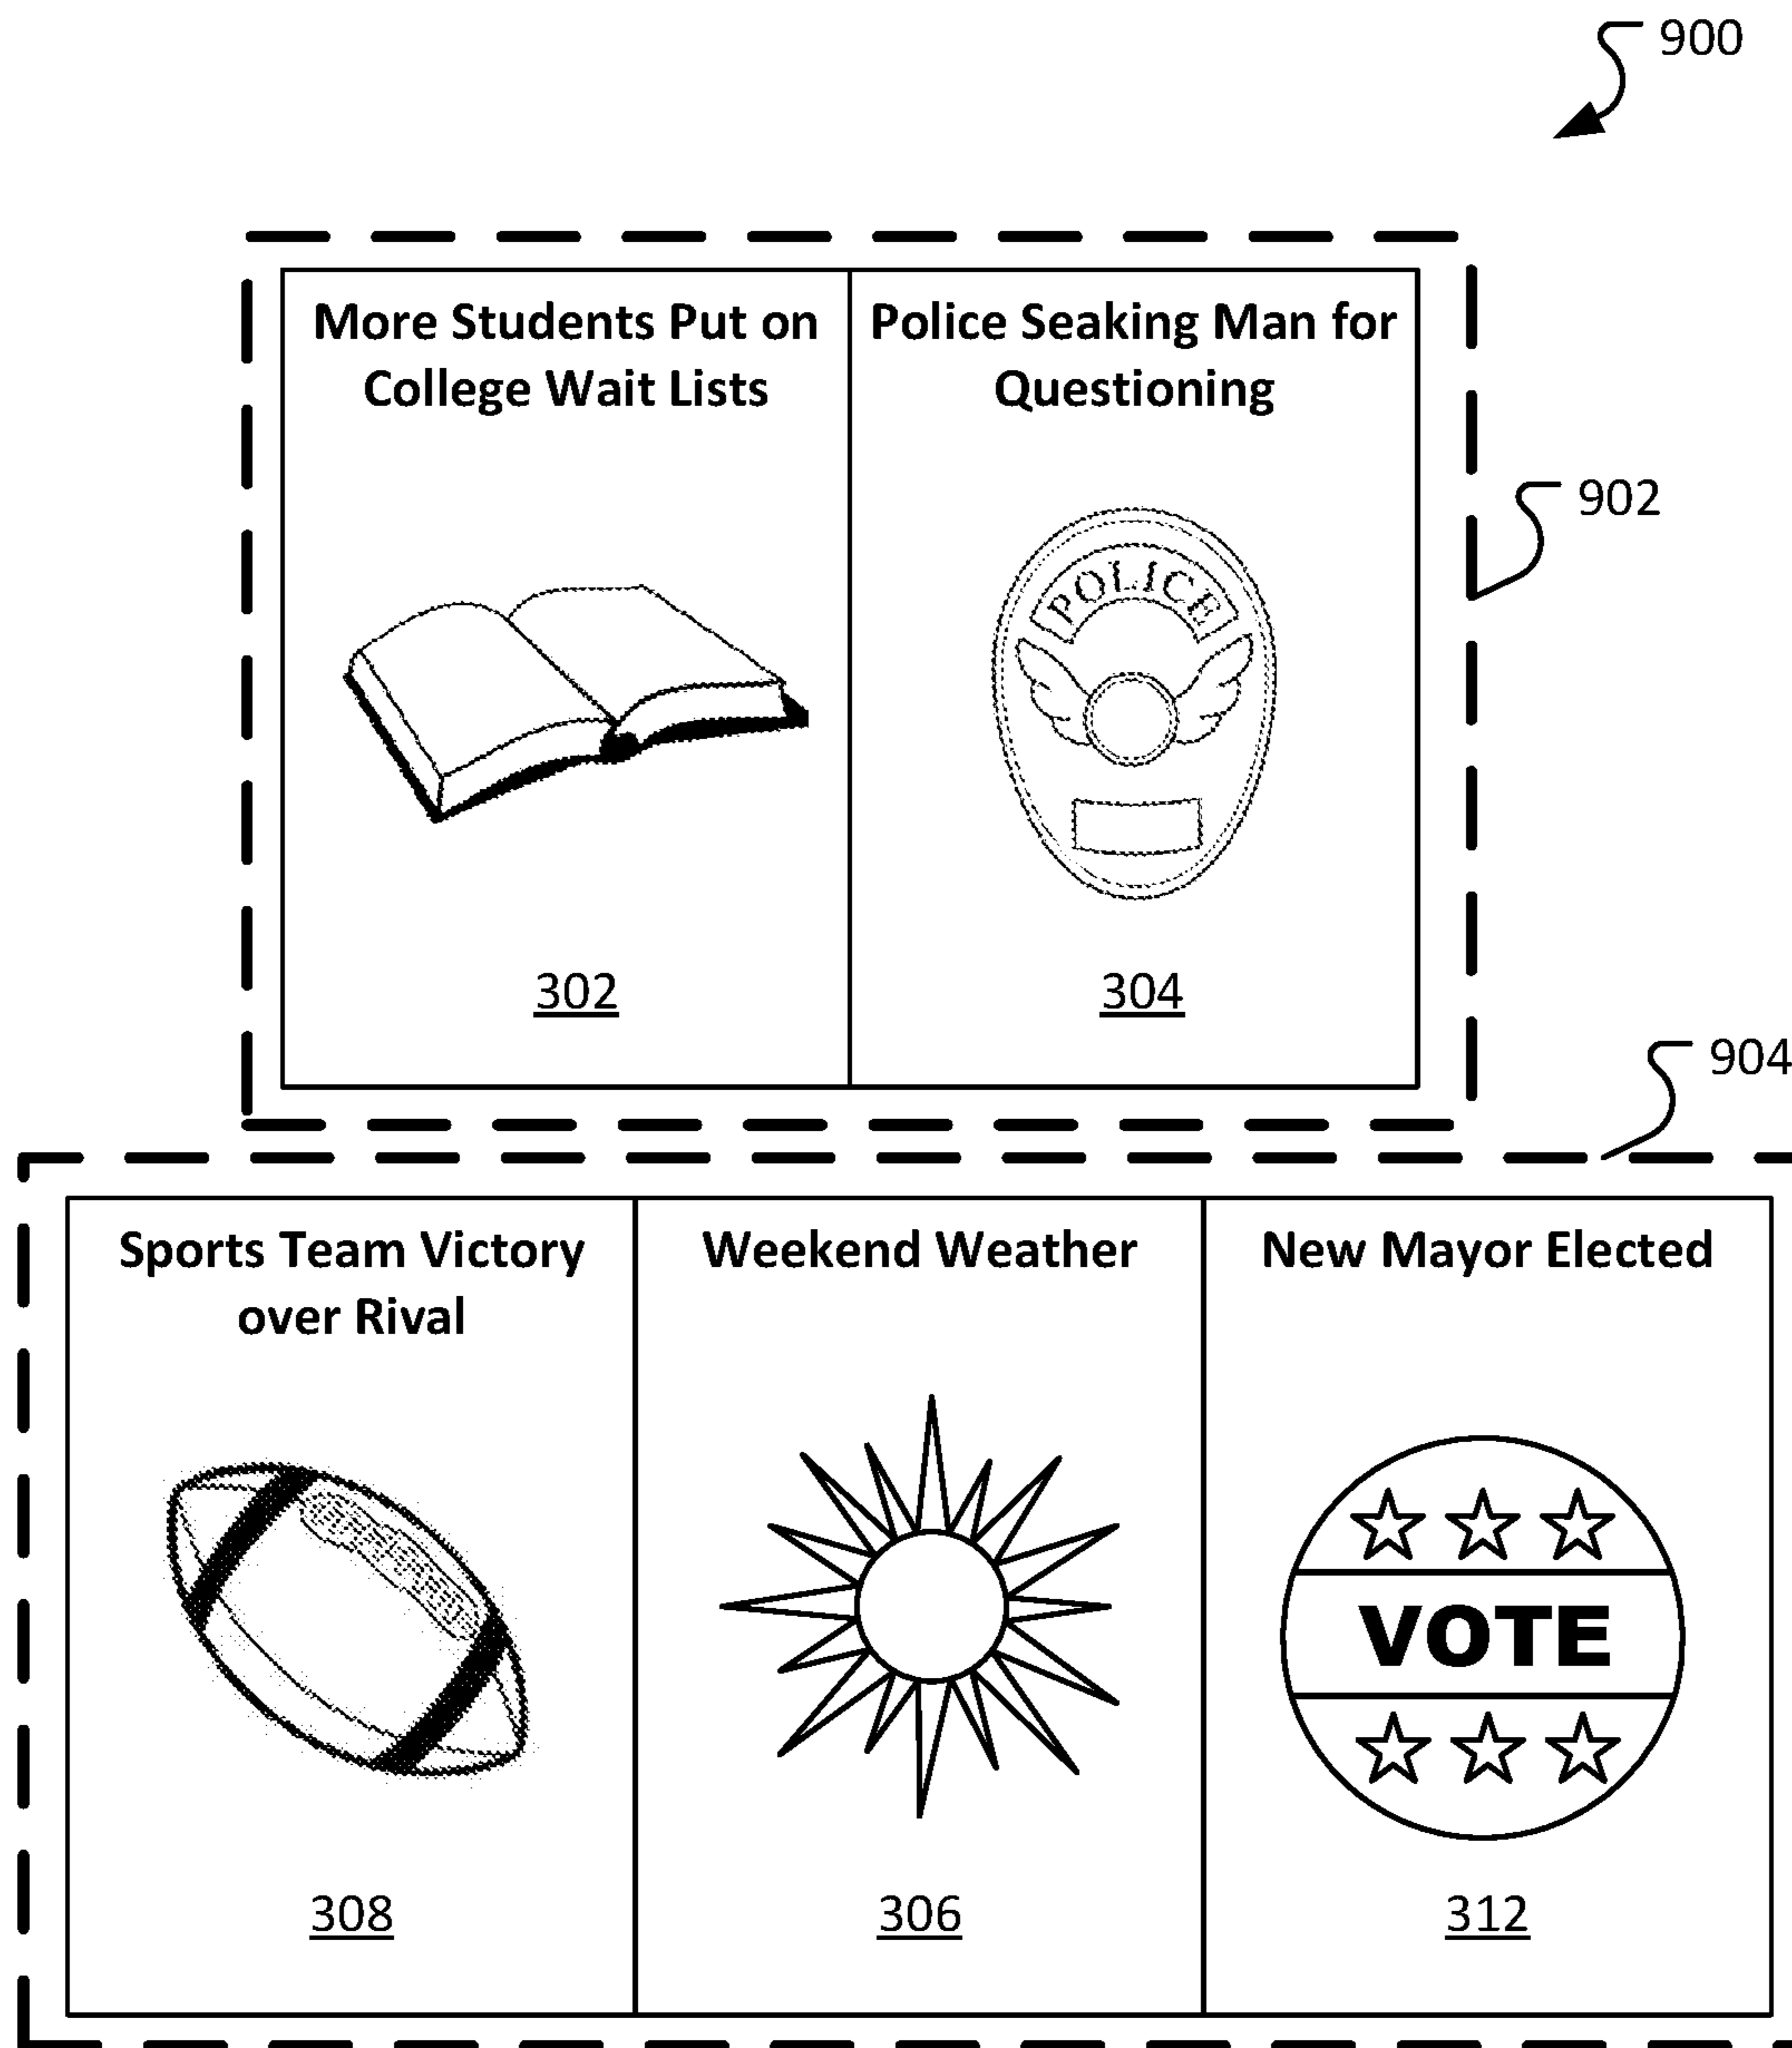 900
More Students Put on
College Wait Lists
Police Seaking Man for
Questioning
902
POLICE
302
304
904
Sports Team Victory
over Rival
Weekend Weather
New Mayor Elected
VOTE
308
306
312